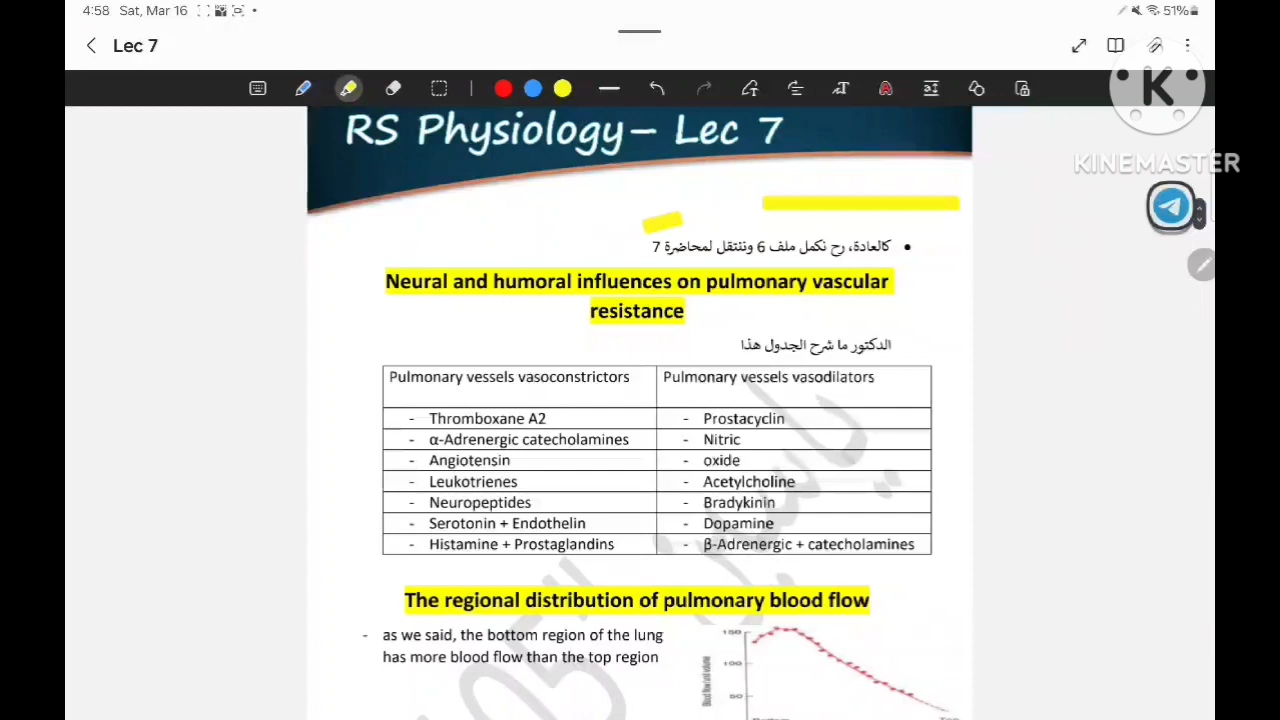 4:58 Sat, Mar 16
51%
Lec 7
KINEMASTER
RS Physiology– Lec 7
كالعادة، رح نكمل ملف 6 وننتقل لمحاضرة 7
Neural and humoral influences on pulmonary vascular
resistance
الدكتور ما شرح الجدول هذا
Pulmonary vessels vasoconstrictors
Pulmonary vessels vasodilators
- Thromboxane A2
- Prostacyclin
- α-Adrenergic catecholamines
- Nitric
- Angiotensin
- oxide
- Leukotrienes
- Acetylcholine
- Neuropeptides
- Bradykinin
- Serotonin + Endothelin
- Dopamine
- Histamine + Prostaglandins
- β-Adrenergic + catecholamines
The regional distribution of pulmonary blood flow
- as we said, the bottom region of the lung
has more blood flow than the top region
150
100
50
Blood flow/unit volume